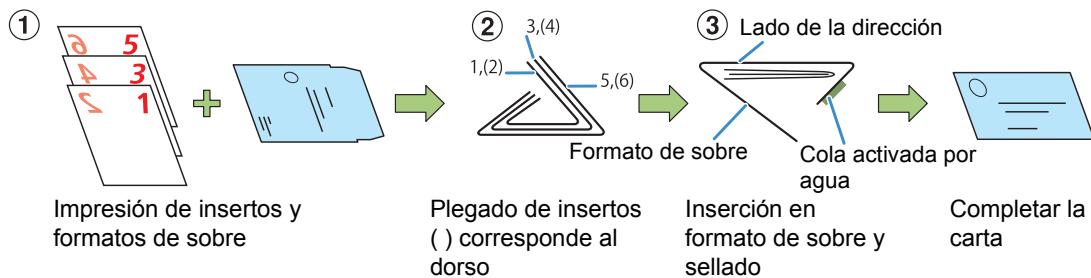 ①
6 5
4 3
2 1
Impresión de insertos y
formatos de sobre
②
3,(4)
1,(2)
5,(6)
Plegado de insertos
( ) corresponde al
dorso
③
Lado de la dirección
Formato de sobre
Cola activada por
agua
Inserción en
formato de sobre y
sellado
Completar la
carta